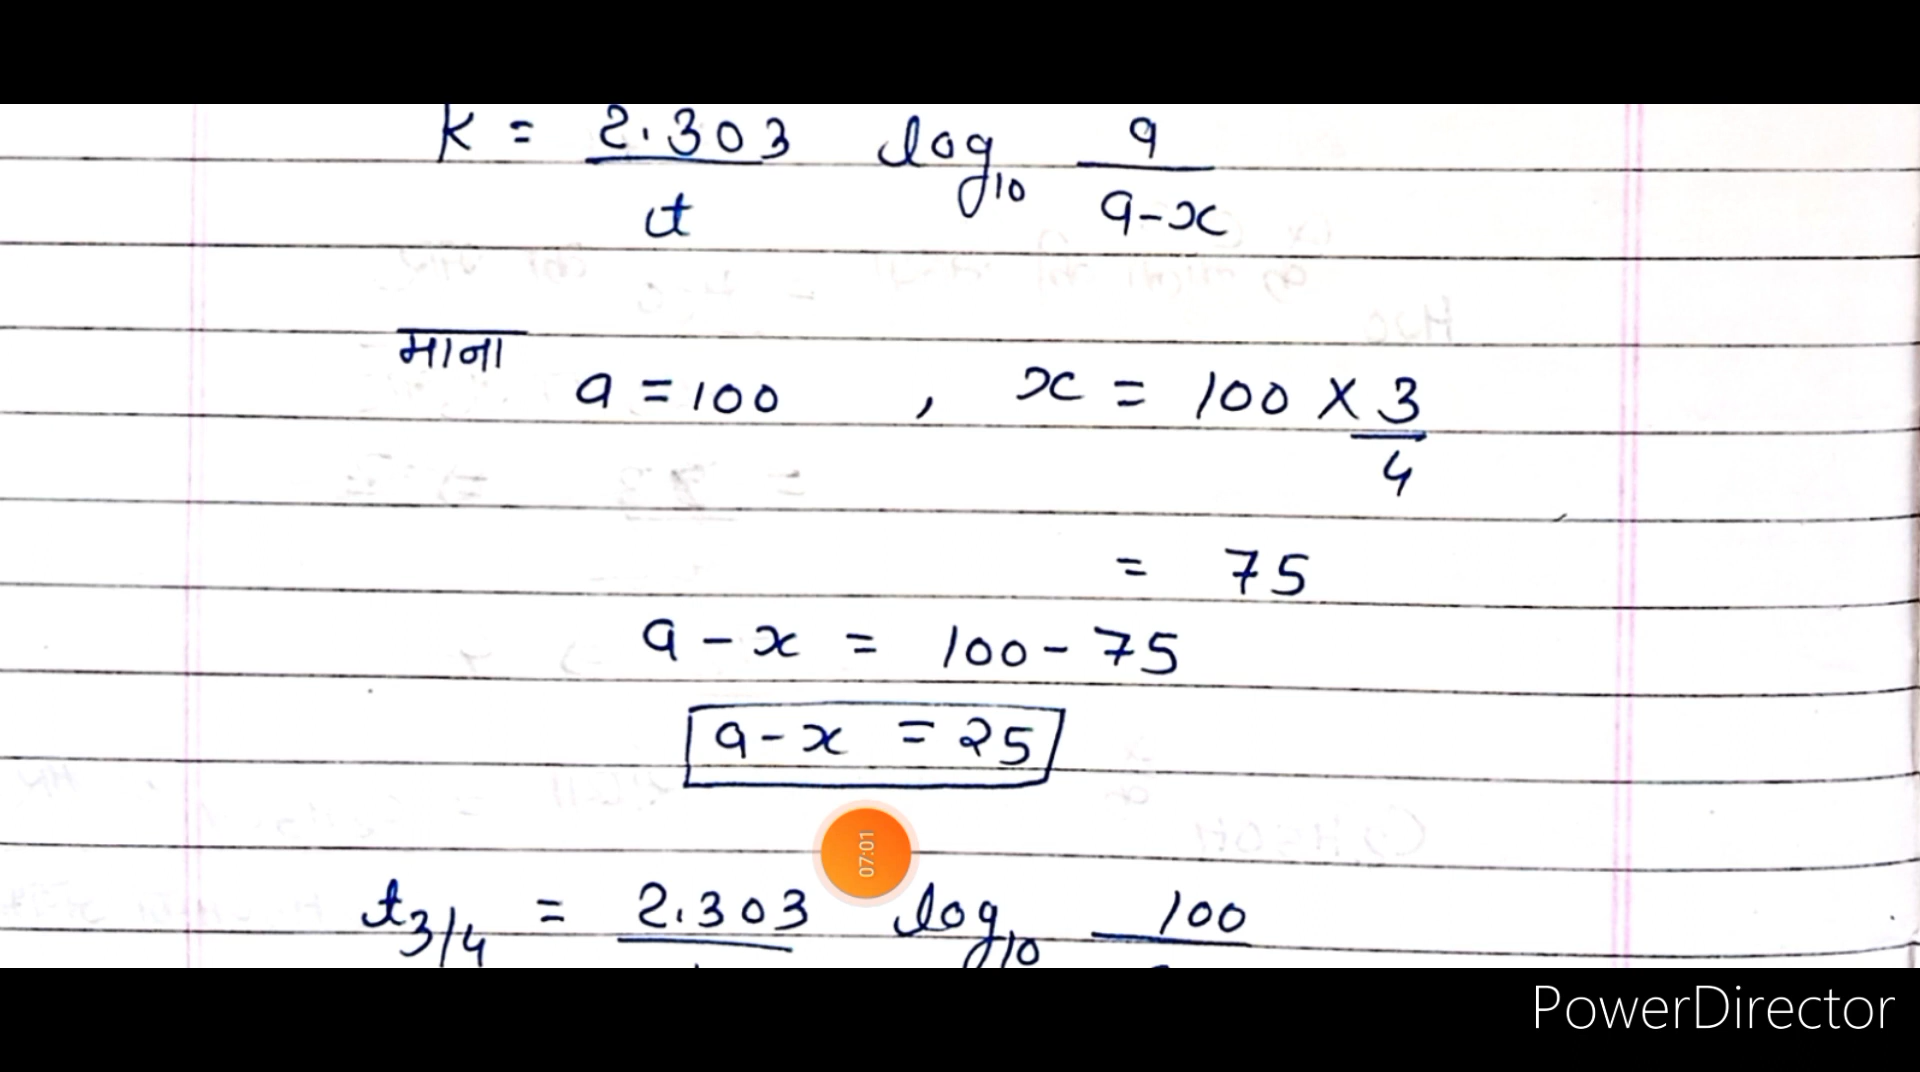 K = 2.303 / t log10 a / a-x
माना a = 100 , x = 100 × 3 / 4
= 75
a - x = 100 - 75
a - x = 25
07:01
t3/4 = 2.303 log10 100
PowerDirector